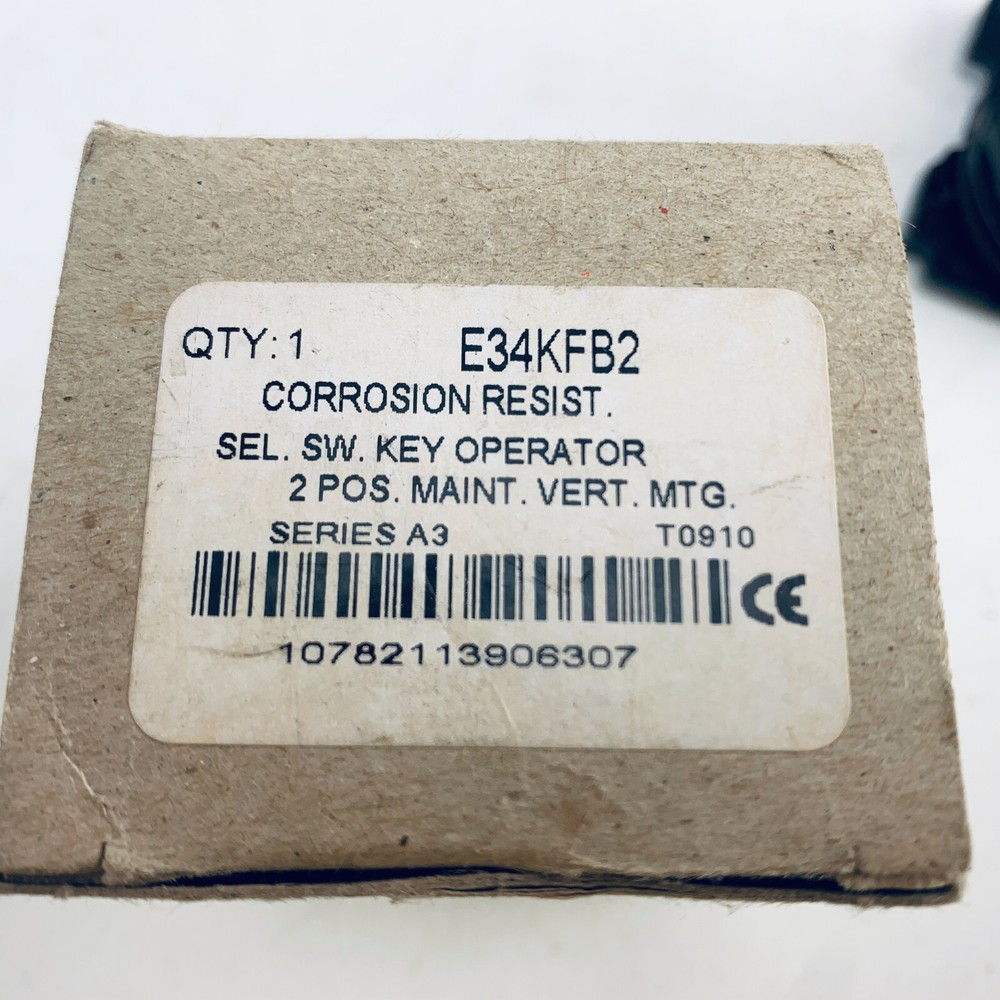 QTY: 1 E34KFB2
CORROSION RESIST.
SEL. SW. KEY OPERATOR
2 POS. MAINT. VERT. MTG.
SERIES A3 T0910
CE
10782113906307